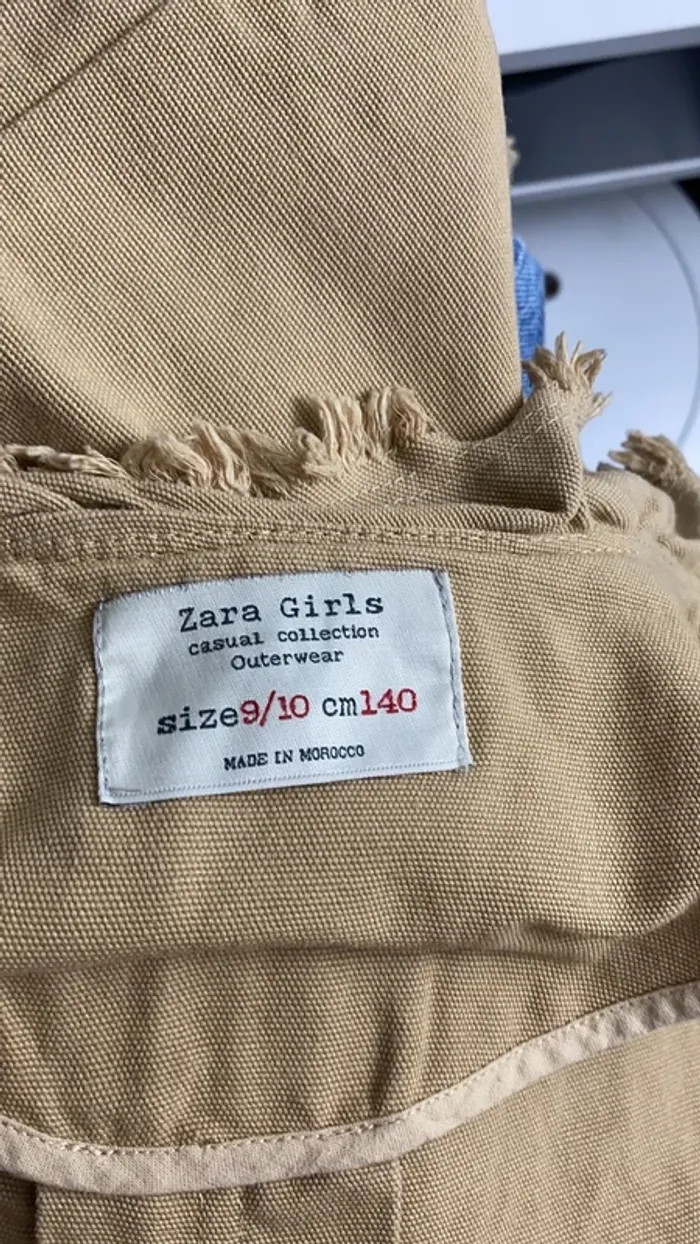 Zara Girls
casual collection
Outerwear
size9/10 cm140
MADE IN MOROCCO